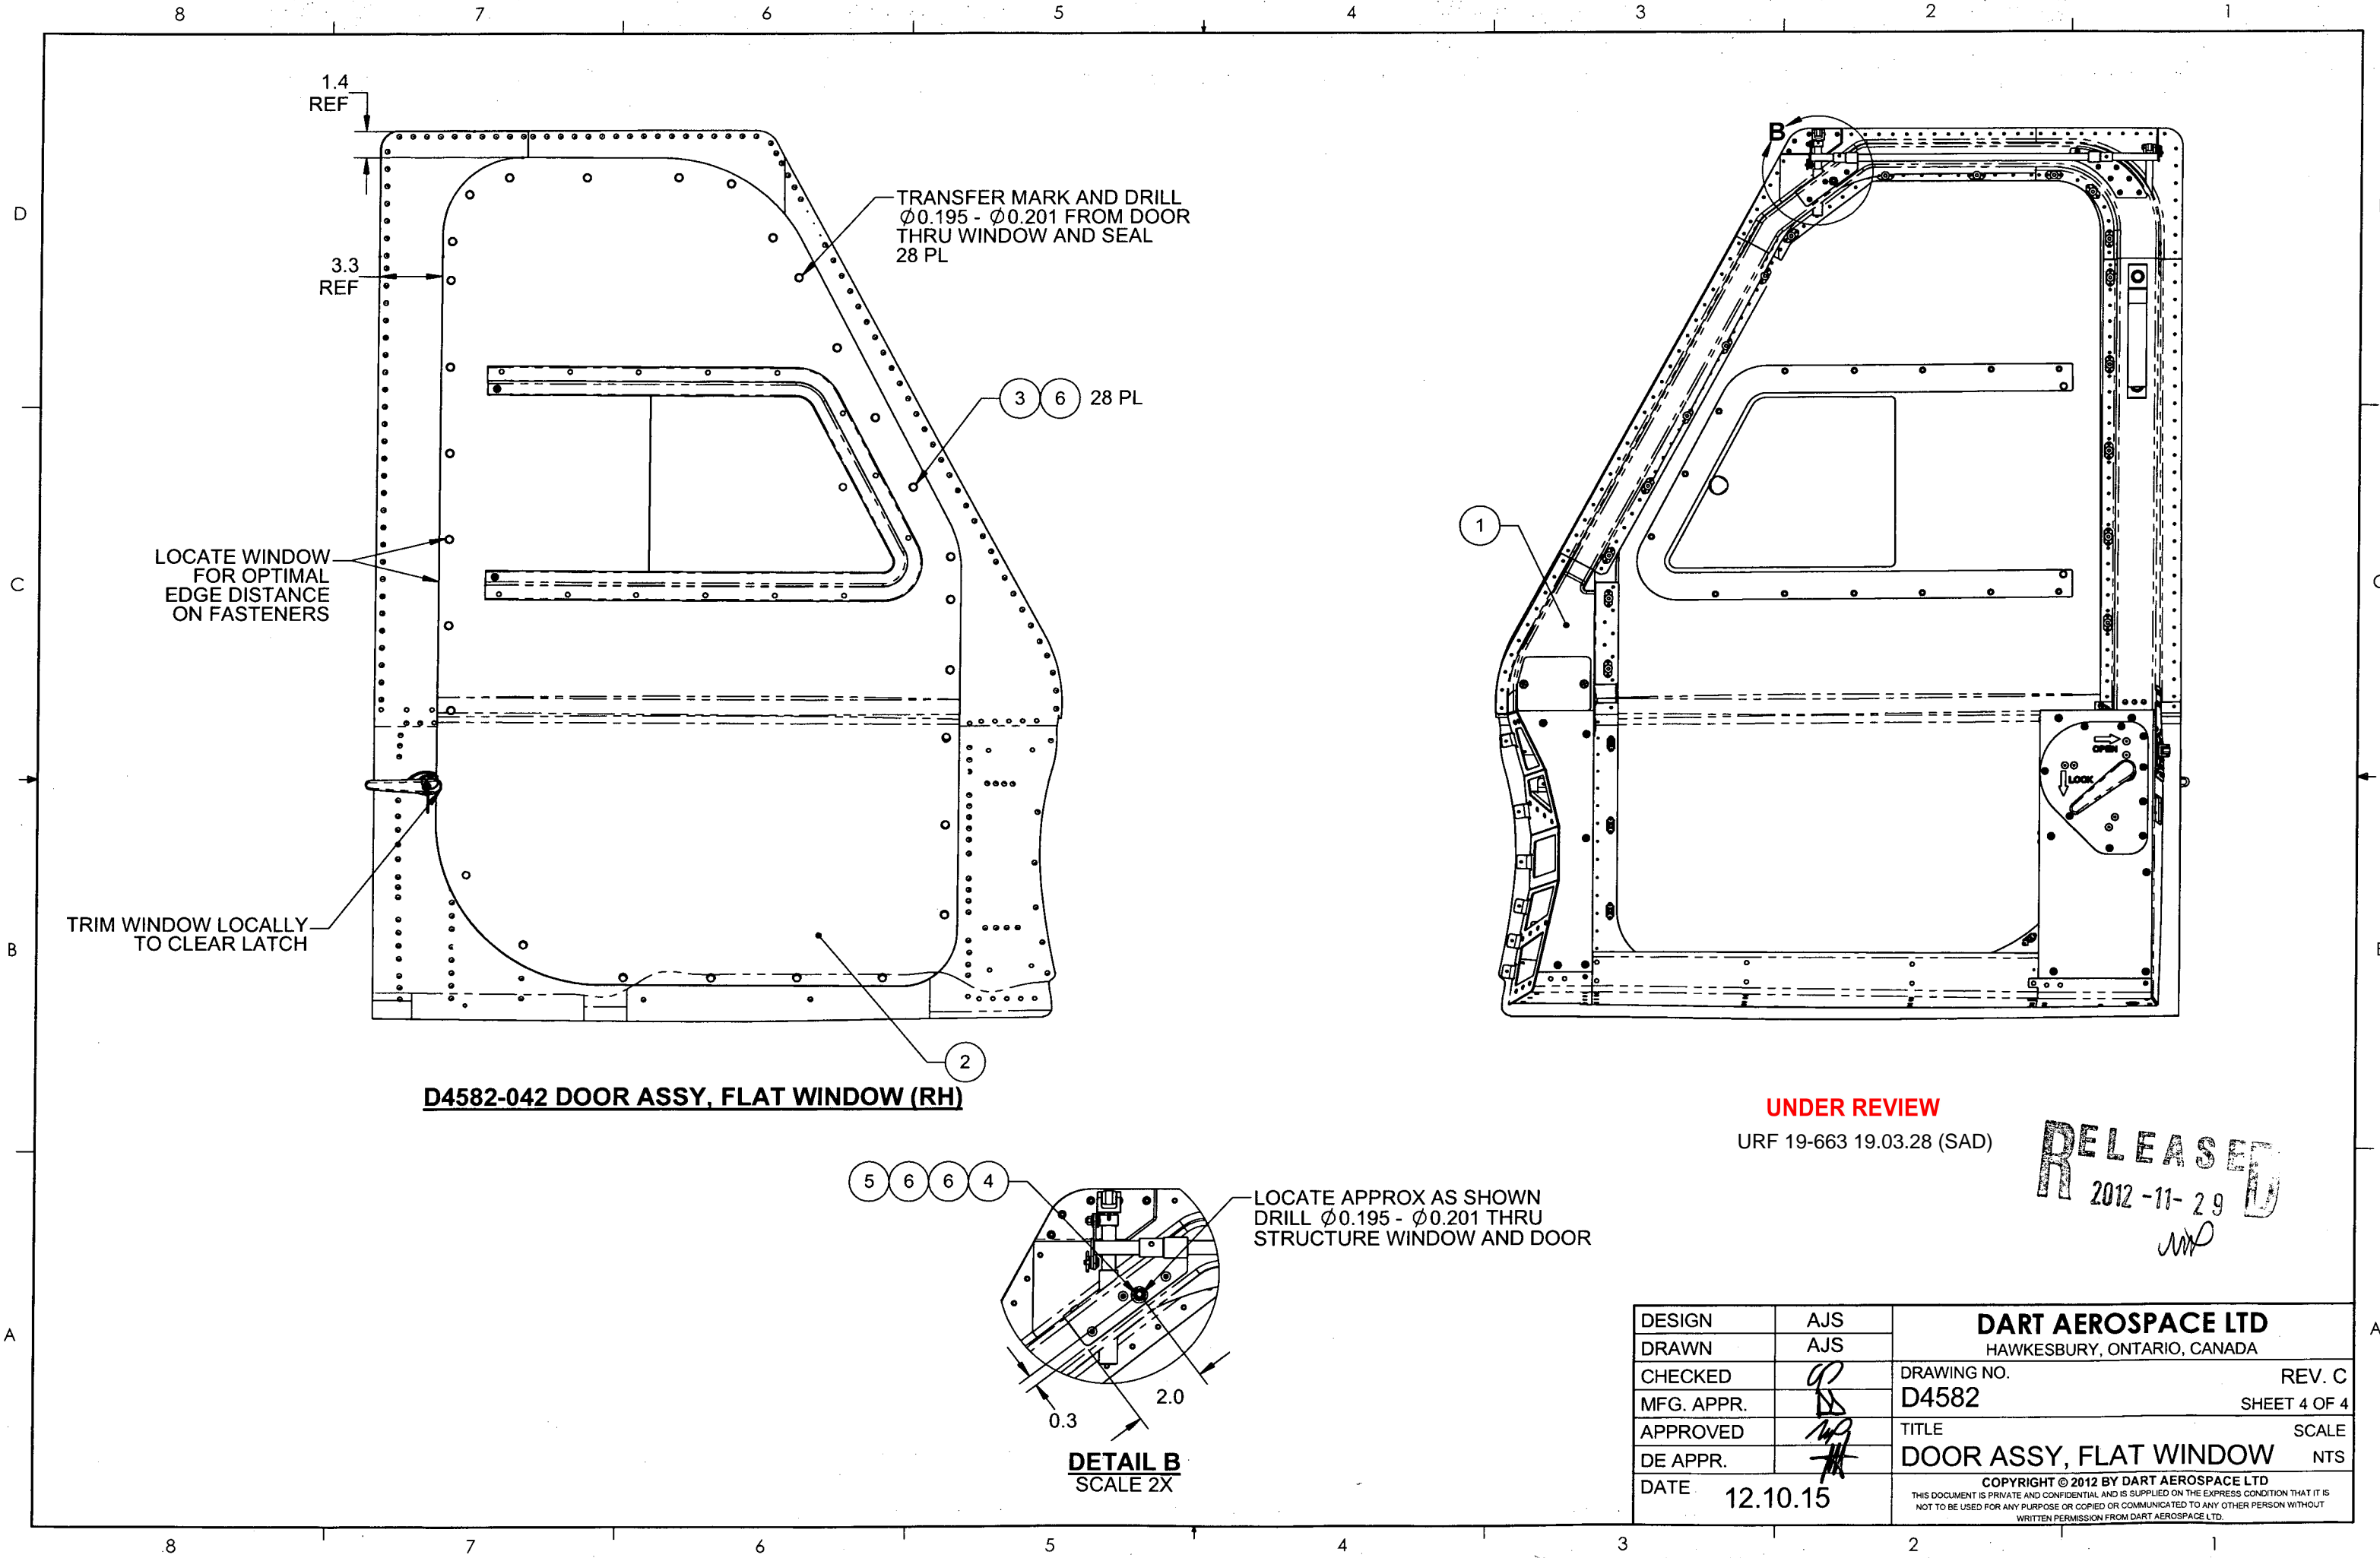 8 7 6 5 4 3 2 1
D
C
B
A
1.4
REF
3.3
REF
TRANSFER MARK AND DRILL
Ø0.195 - Ø0.201 FROM DOOR
THRU WINDOW AND SEAL
28 PL
3 6 28 PL
LOCATE WINDOW
FOR OPTIMAL
EDGE DISTANCE
ON FASTENERS
TRIM WINDOW LOCALLY
TO CLEAR LATCH
2
D4582-042 DOOR ASSY, FLAT WINDOW (RH)
B
1
OPEN
LOCK
UNDER REVIEW
URF 19-663 19.03.28 (SAD)
RELEASED
2012-11-29
5 6 6 4
LOCATE APPROX AS SHOWN
DRILL Ø0.195 - Ø0.201 THRU
STRUCTURE WINDOW AND DOOR
2.0
0.3
DETAIL B
SCALE 2X
DESIGN AJS
DRAWN AJS
CHECKED
MFG. APPR.
APPROVED
DE APPR.
DATE 12.10.15
DART AEROSPACE LTD
HAWKESBURY, ONTARIO, CANADA
DRAWING NO. REV. C
D4582 SHEET 4 OF 4
TITLE SCALE
DOOR ASSY, FLAT WINDOW NTS
COPYRIGHT © 2012 BY DART AEROSPACE LTD
THIS DOCUMENT IS PRIVATE AND CONFIDENTIAL AND IS SUPPLIED ON THE EXPRESS CONDITION THAT IT IS
NOT TO BE USED FOR ANY PURPOSE OR COPIED OR COMMUNICATED TO ANY OTHER PERSON WITHOUT
WRITTEN PERMISSION FROM DART AEROSPACE LTD.
A
8 7 6 5 4 3 2 1